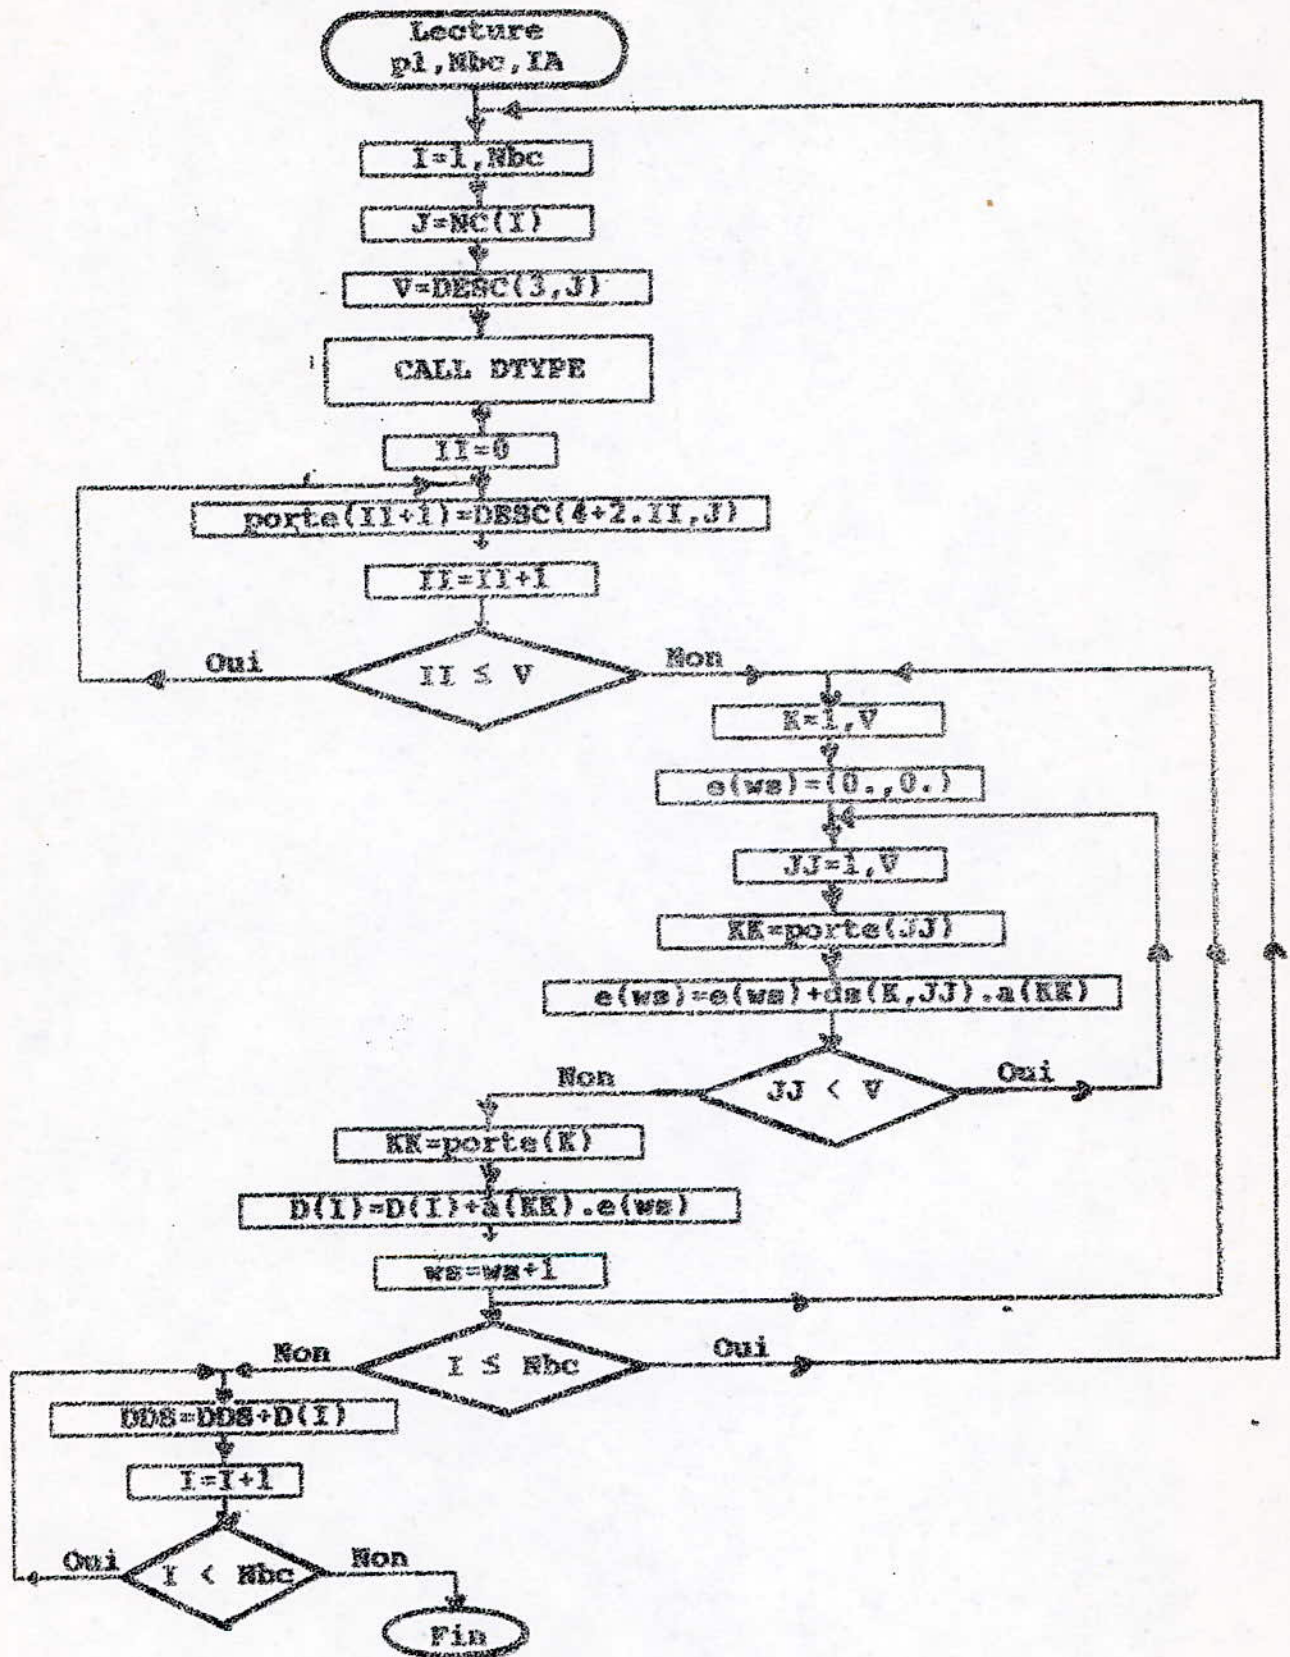 Lecture
pl,Nbc,IA
I=1,Nbc
J=NC(I)
V=DESC(3,J)
CALL DTYPE
II=0
porte(II+1)=DESC(4+2.II,J)
II=II+1
Oui
II ≤ V
Non
K=1,V
e(ws)=(0.,0.)
JJ=1,V
KK=porte(JJ)
e(ws)=e(ws)+ds(K,JJ).a(KK)
Non
JJ < V
Oui
KK=porte(K)
D(I)=D(I)+a(KK).e(ws)
ws=ws+1
Non
I ≤ Nbc
Oui
DDS=DDS+D(I)
I=I+1
Oui
I < Nbc
Non
Fin